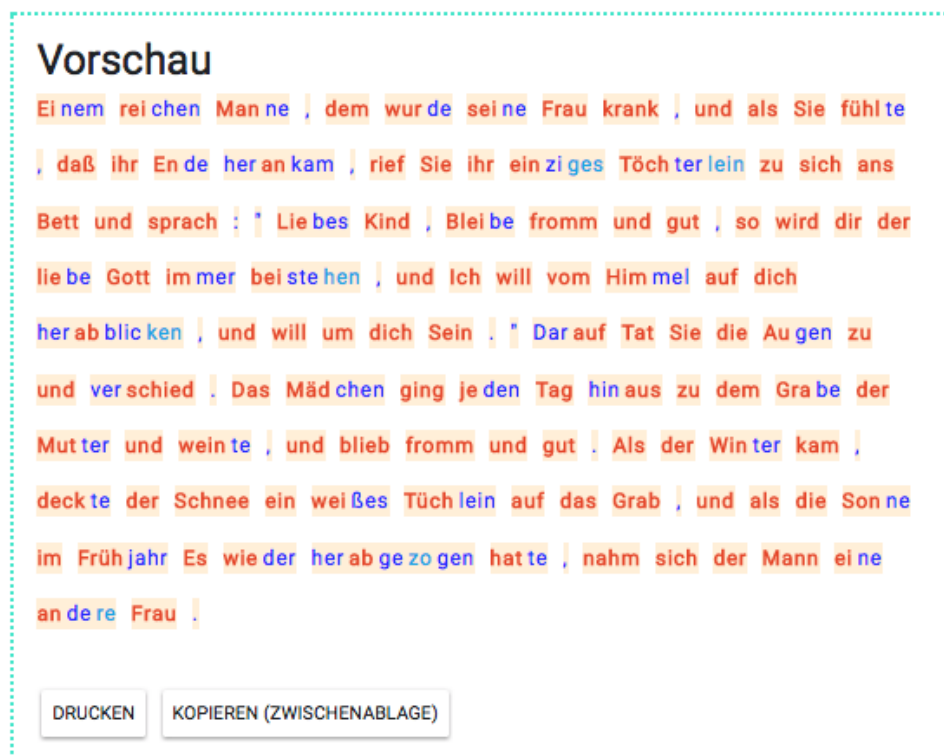 Vorschau
Ei nem rei chen Man ne , dem wur de sei ne Frau krank , und als Sie fühl te
, daß ihr En de her an kam , rief Sie ihr ein zi ges Töch ter lein zu sich ans
Bett und sprach : " Lie bes Kind , Blei be fromm und gut , so wird dir der
lie be Gott im mer bei ste hen , und Ich will vom Him mel auf dich
her ab blic ken , und will um dich Sein . " Dar auf Tat Sie die Au gen zu
und ver schied . Das Mäd chen ging je den Tag hin aus zu dem Gra be der
Mut ter und wein te , und blieb fromm und gut . Als der Win ter kam ,
deck te der Schnee ein wei ßes Tüch lein auf das Grab , und als die Son ne
im Früh jahr Es wie der her ab ge zo gen hat te , nahm sich der Mann ei ne
an de re Frau .
DRUCKEN KOPIEREN (ZWISCHENABLAGE)